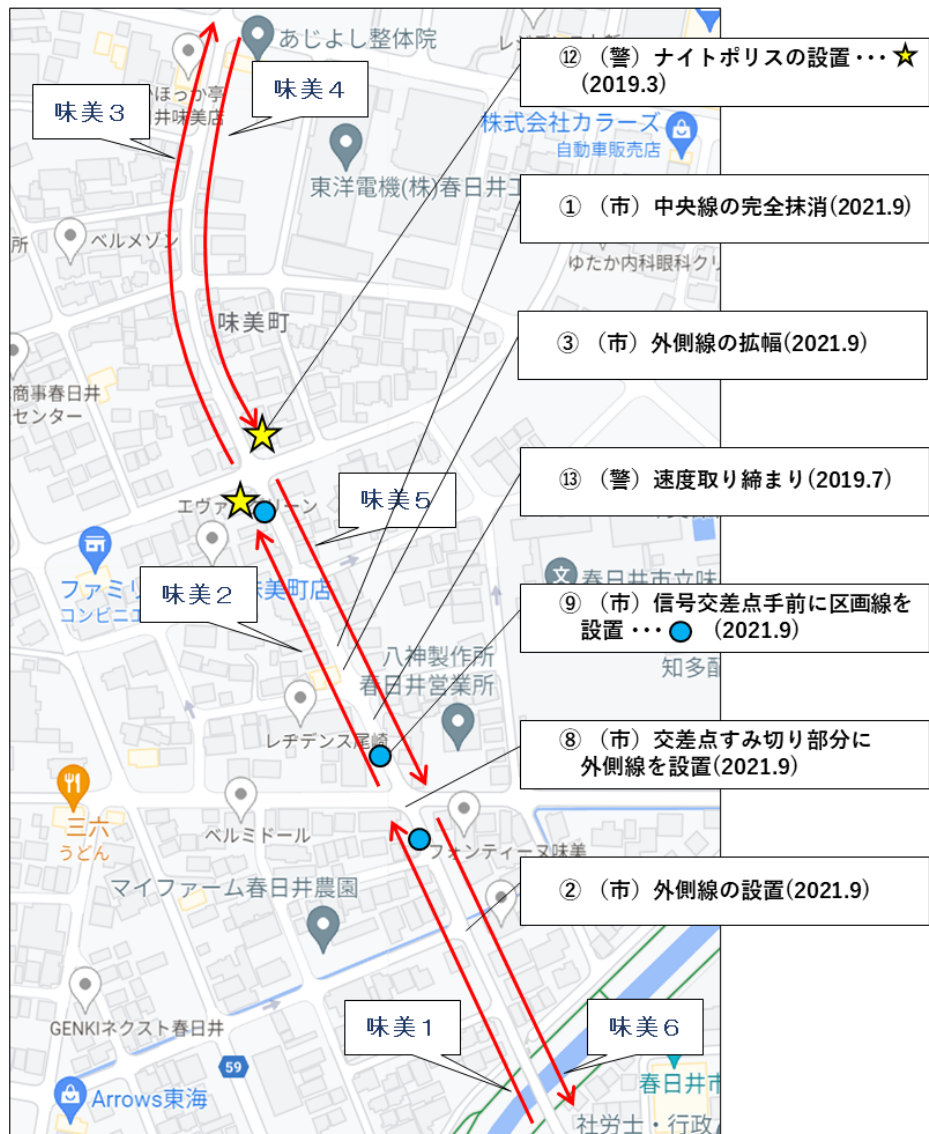 あじよし整体院
味美3
味美4
ほっか亭
井味美店
株式会社カラーズ
自動車販売店
東洋電機(株)春日井工
所
ベルメゾン
ゆたか内科眼科クリ
味美町
商事春日井
センター
エヴァ
リーン
味美5
ファミリ
味美町店
コンビニエ
味美2
春日井市立味
八神製作所
春日井営業所
知多
レヂデンス尾崎
三六
うどん
ベルミドール
フォンティーヌ味美
マイファーム春日井農園
GENKIネクスト春日井
味美1
味美6
59
Arrows東海
春日井市
社労士・行政
⑫ (警) ナイトポリスの設置・・・★
(2019.3)
① (市) 中央線の完全抹消(2021.9)
③ (市) 外側線の拡幅(2021.9)
⑬ (警) 速度取り締まり(2019.7)
⑨ (市) 信号交差点手前に区画線を
設置・・・● (2021.9)
⑧ (市) 交差点すみ切り部分に
外側線を設置(2021.9)
② (市) 外側線の設置(2021.9)